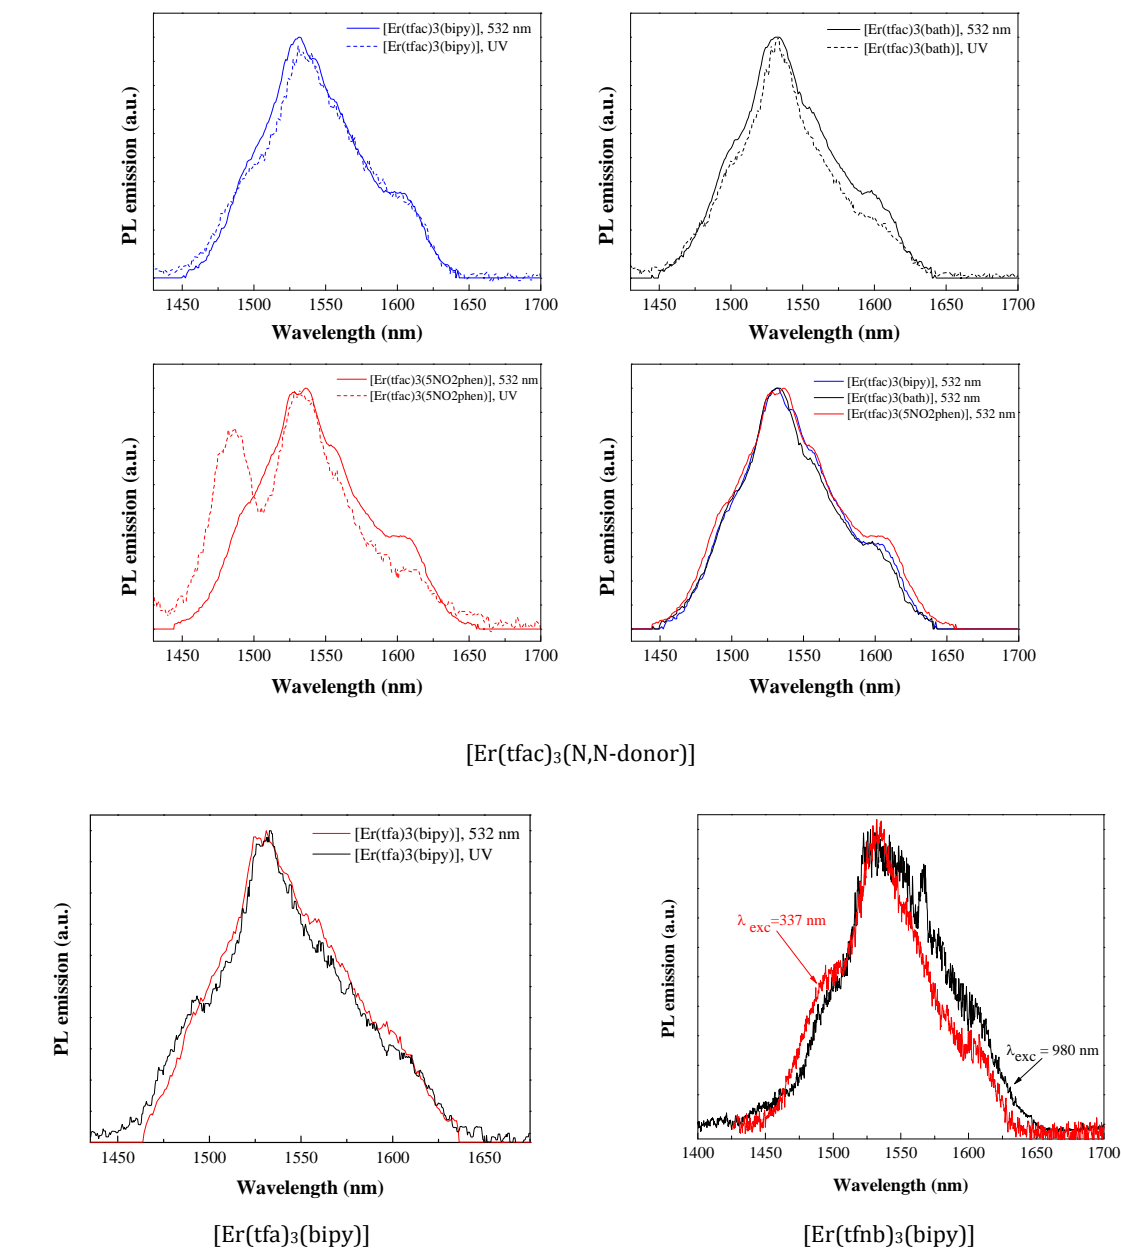 [Er(tfac)3(bipy)], 532 nm
[Er(tfac)3(bipy)], UV
PL emission (a.u.)
1450 1500 1550 1600 1650 1700
Wavelength (nm)
[Er(tfac)3(bath)], 532 nm
[Er(tfac)3(bath)], UV
PL emission (a.u.)
1450 1500 1550 1600 1650 1700
Wavelength (nm)
[Er(tfac)3(5NO2phen)], 532 nm
[Er(tfac)3(5NO2phen)], UV
PL emission (a.u.)
1450 1500 1550 1600 1650 1700
Wavelength (nm)
[Er(tfac)3(bipy)], 532 nm
[Er(tfac)3(bath)], 532 nm
[Er(tfac)3(5NO2phen)], 532 nm
PL emission (a.u.)
1450 1500 1550 1600 1650 1700
Wavelength (nm)
[Er(tfac)₃(N,N-donor)]
[Er(tfa)3(bipy)], 532 nm
[Er(tfa)3(bipy)], UV
PL emission (a.u.)
1450 1500 1550 1600 1650
Wavelength (nm)
[Er(tfa)₃(bipy)]
λ exc=337 nm
λexc = 980 nm
PL emission (a.u.)
1400 1450 1500 1550 1600 1650 1700
Wavelength (nm)
[Er(tfnb)₃(bipy)]